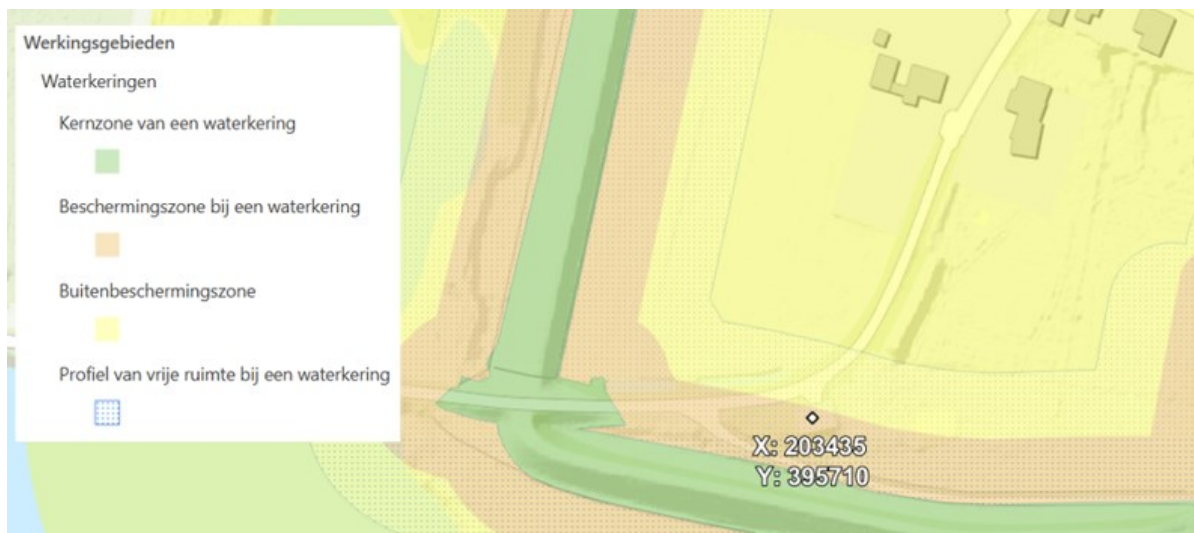 Werkingsgebieden
Waterkeringen
Kernzone van een waterkering
Beschermingszone bij een waterkering
Buitenbeschermingszone
Profiel van vrije ruimte bij een waterkering
X: 203435
Y: 395710